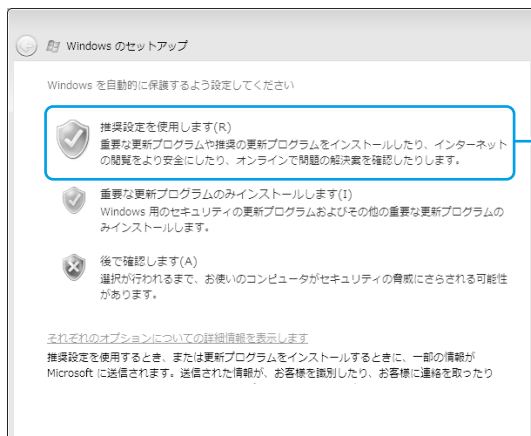 Windows のセットアップ
Windows を自動的に保護するよう設定してください
推奨設定を使用します(R)
重要な更新プログラムや推奨の更新プログラムをインストールしたり、インターネット
の閲覧をより安全にしたり、オンラインで問題の解決案を確認したりします。
重要な更新プログラムのみインストールします(I)
Windows 用のセキュリティの更新プログラムおよびその他の重要な更新プログラムの
みインストールします。
後で確認します(A)
選択が行われるまで、お使いのコンピュータがセキュリティの脅威にさらされる可能性
があります。
それぞれのオプションについての詳細情報を表示します
推奨設定を使用するとき、または更新プログラムをインストールするときに、一部の情報が
Microsoft に送信されます。送信された情報が、お客様を識別したり、お客様に連絡を取ったり